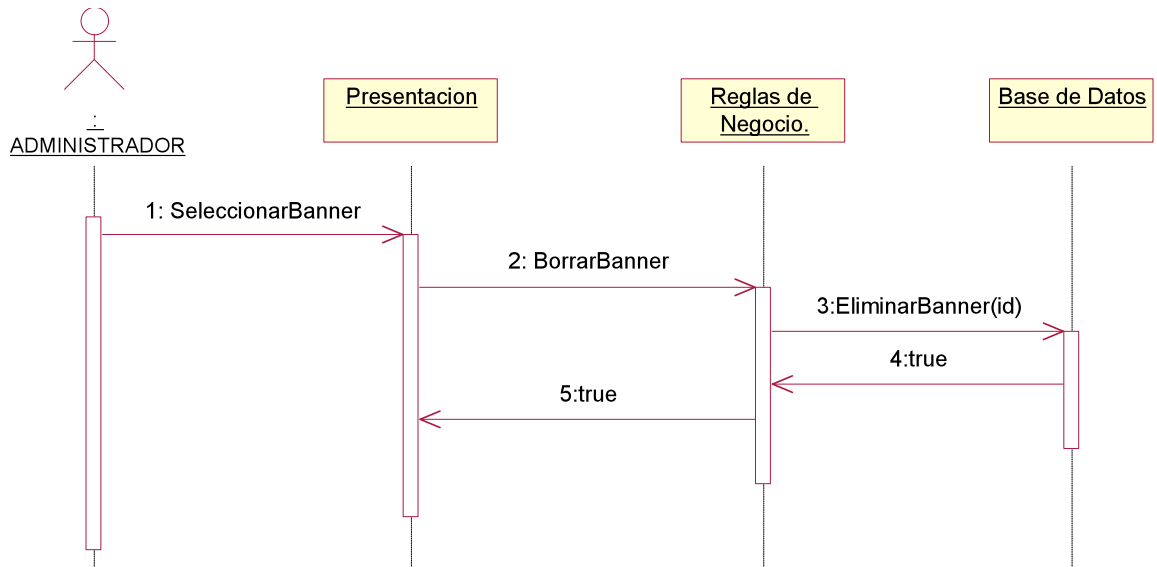 :
ADMINISTRADOR
Presentacion
Reglas de
Negocio.
Base de Datos
1: SeleccionarBanner
2: BorrarBanner
3:EliminarBanner(id)
4:true
5:true